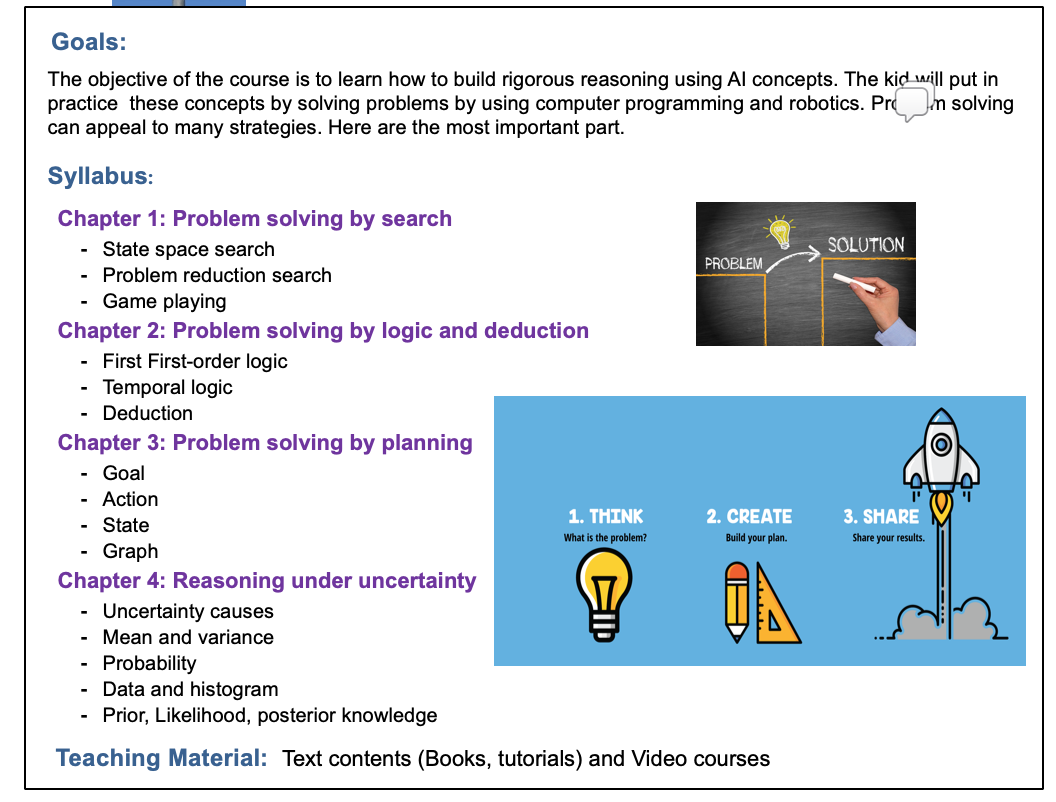 Goals:
The objective of the course is to learn how to build rigorous reasoning using AI concepts. The kid will put in
practice  these concepts by solving problems by using computer programming and robotics. solving
can appeal to many strategies. Here are the most important part.
Syllabus:
Chapter 1: Problem solving by search
- State space search
- Problem reduction search
- Game playing
PROBLEM
SOLUTION
Chapter 2: Problem solving by logic and deduction
- First First-order logic
- Temporal logic
- Deduction
Chapter 3: Problem solving by planning
- Goal
- Action
- State
- Graph
1. THINK
What is the problem?
2. CREATE
Build your plan.
3. SHARE
Share your results.
Chapter 4: Reasoning under uncertainty
- Uncertainty causes
- Mean and variance
- Probability
- Data and histogram
- Prior, Likelihood, posterior knowledge
Teaching Material: Text contents (Books, tutorials) and Video courses